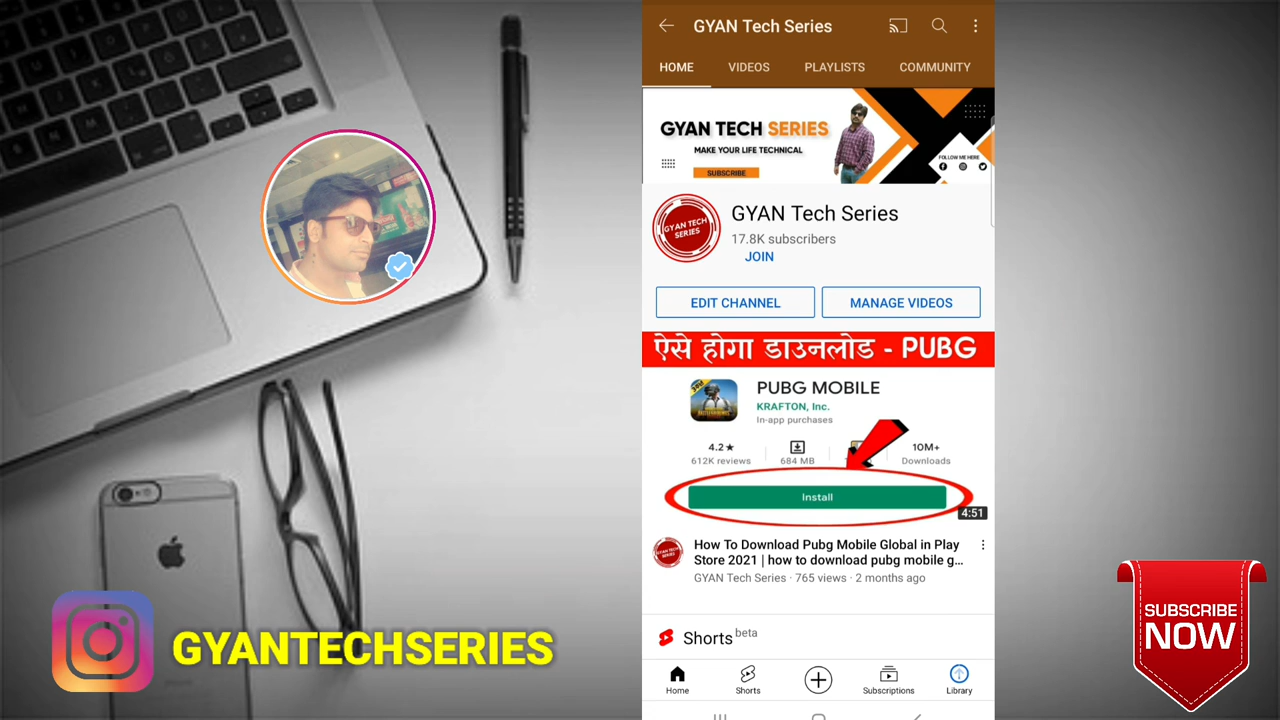 GYAN Tech Series
HOME VIDEOS PLAYLISTS COMMUNITY
GYAN TECH SERIES
MAKE YOUR LIFE TECHNICAL
SUBSCRIBE
FOLLOW ME HERE
GYAN TECH
SERIES
GYAN Tech Series
17.8K subscribers
JOIN
EDIT CHANNEL MANAGE VIDEOS
ऐसे होगा डाउनलोड - PUBG
PUBG MOBILE
KRAFTON, Inc.
In-app purchases
4.2★ 10M+
612K reviews 684 MB Downloads
Install
4:51
How To Download Pubg Mobile Global in Play
Store 2021 | how to download pubg mobile g...
GYAN Tech Series · 765 views · 2 months ago
Shorts beta
Home Shorts Subscriptions Library
GYANTECHSERIES
SUBSCRIBE
NOW